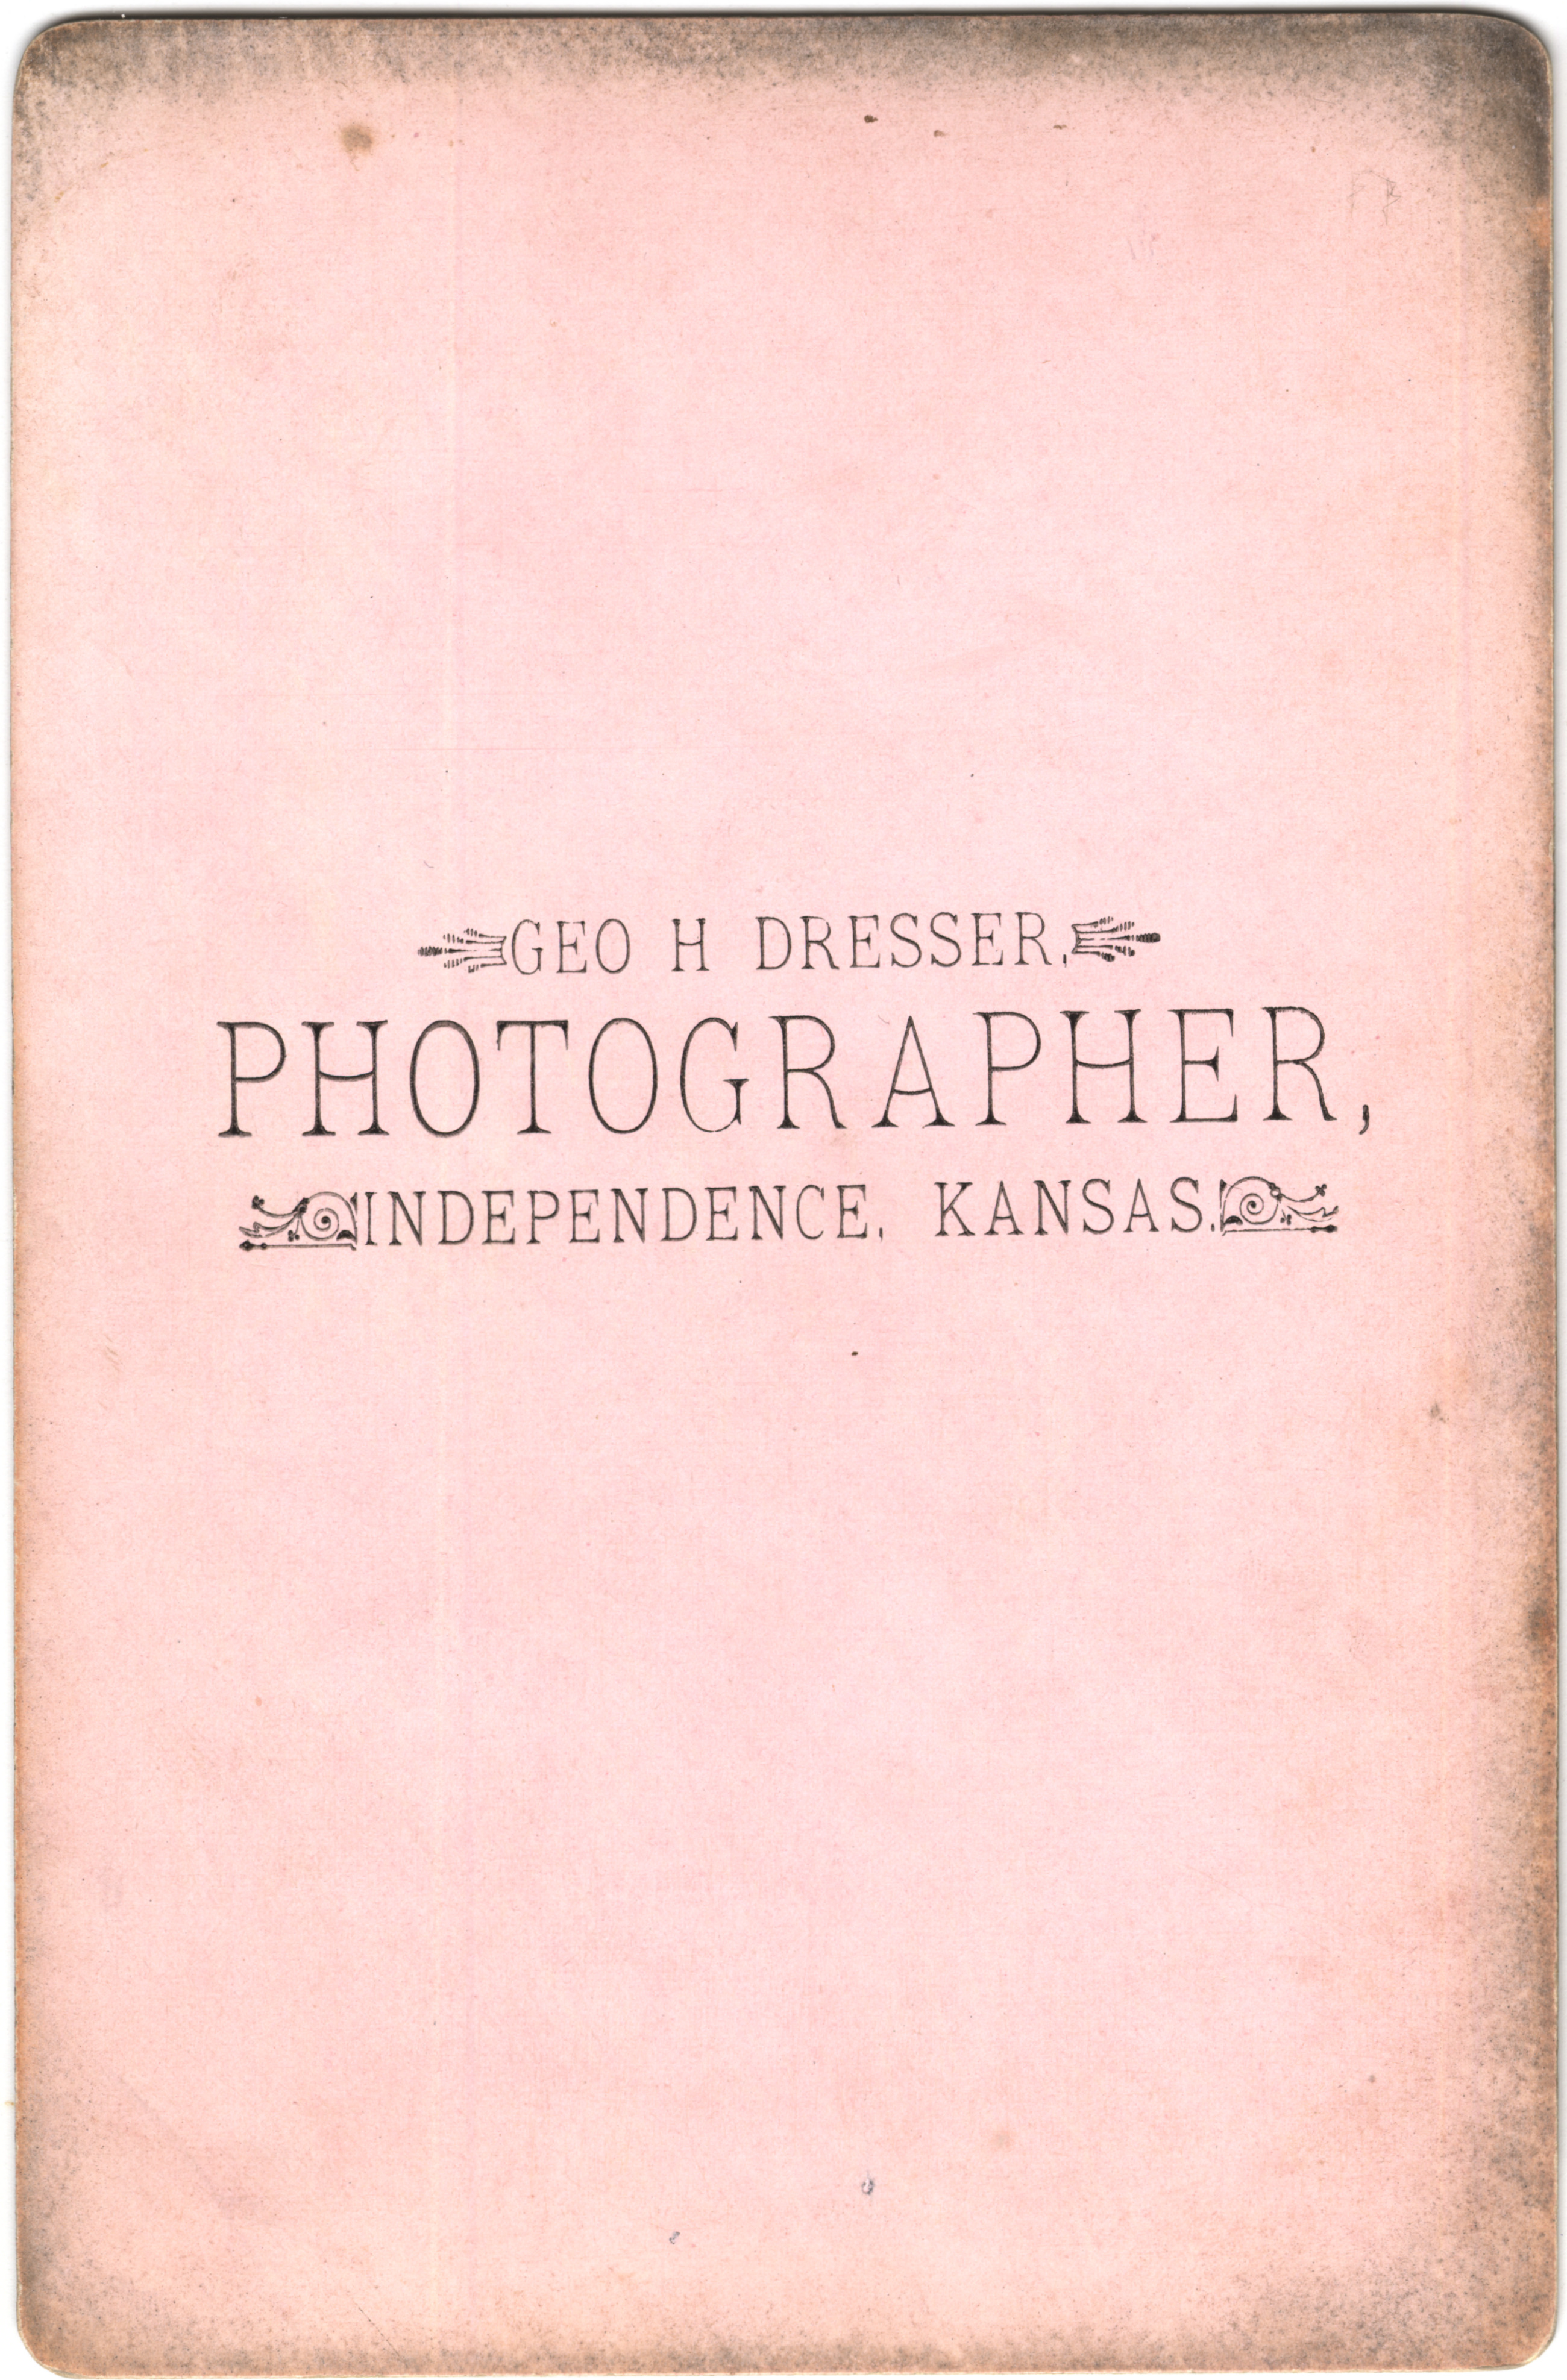 GEO H DRESSER,
PHOTOGRAPHER,
INDEPENDENCE, KANSAS.